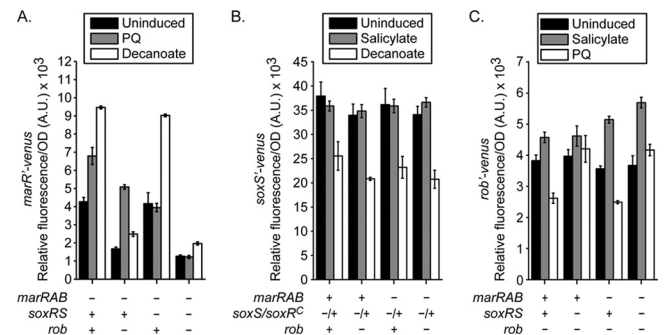 A.
Uninduced
PQ
Decanoate
marR'-venus
Relative fluorescence/OD (A.U.) x 10³
12
11
10
9
8
7
6
5
4
3
2
1
0
marRAB − − − −
soxRS + + − −
rob + − + −
B.
Uninduced
Salicylate
Decanoate
soxS'-venus
Relative fluorescence/OD (A.U.) x 10³
50
45
40
35
30
25
20
15
10
5
0
marRAB + + − −
soxS/soxRᶜ −/+ −/+ −/+ −/+
rob + − + −
C.
Uninduced
Salicylate
PQ
rob'-venus
Relative fluorescence/OD (A.U.) x 10³
7
6
5
4
3
2
1
0
marRAB + + − −
soxRS + − + −
rob − − − −